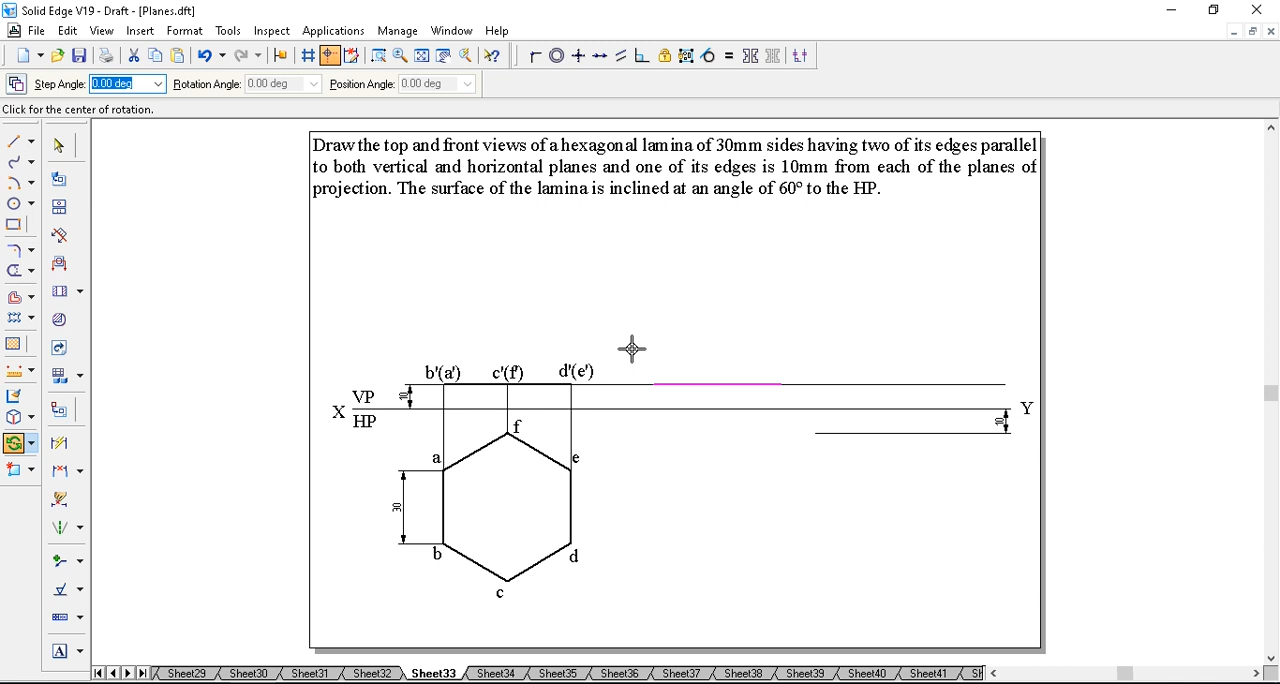 Solid Edge V19 - Draft - [Planes.dft]
File Edit View Insert Format Tools Inspect Applications Manage Window Help
Step Angle: 0.00 deg Rotation Angle: 0.00 deg Position Angle: 0.00 deg
Click for the center of rotation.
Draw the top and front views of a hexagonal lamina of 30mm sides having two of its edges parallel
to both vertical and horizontal planes and one of its edges is 10mm from each of the planes of
projection. The surface of the lamina is inclined at an angle of 60º to the HP.
b'(a') c'(f') d'(e')
10
VP
X Y
HP
10
f
a e
30
b d
c
A
Sheet29 Sheet30 Sheet31 Sheet32 Sheet33 Sheet34 Sheet35 Sheet36 Sheet37 Sheet38 Sheet39 Sheet40 Sheet41